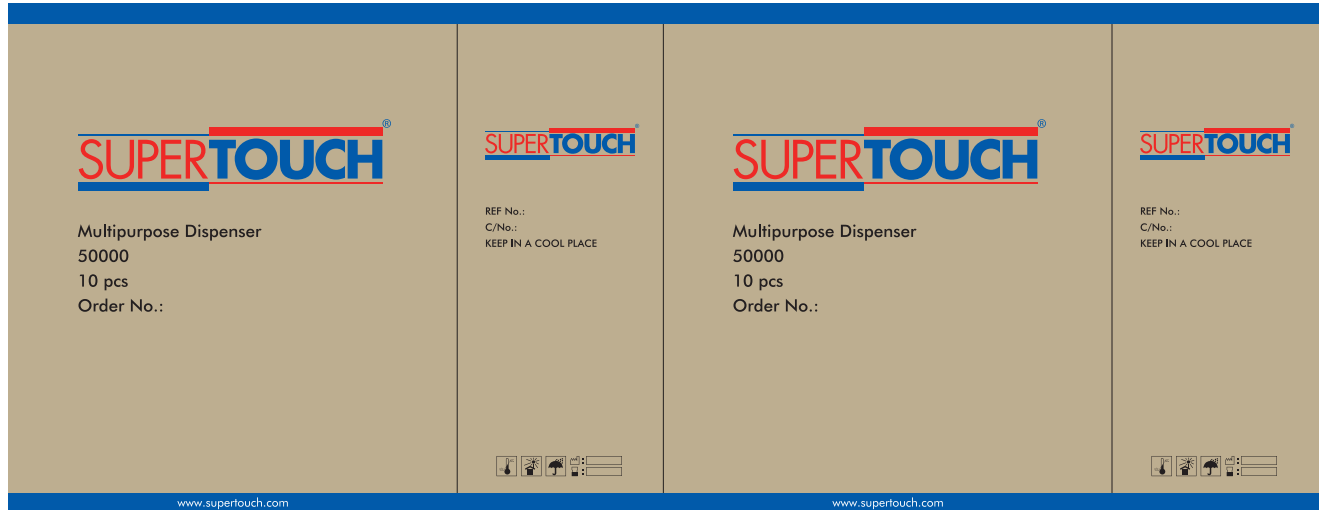 SUPERTOUCH®
Multipurpose Dispenser
50000
10 pcs
Order No.:
www.supertouch.com
SUPERTOUCH®
REF No.:
C/No.:
KEEP IN A COOL PLACE
:
:
SUPERTOUCH®
Multipurpose Dispenser
50000
10 pcs
Order No.:
www.supertouch.com
SUPERTOUCH®
REF No.:
C/No.:
KEEP IN A COOL PLACE
:
: